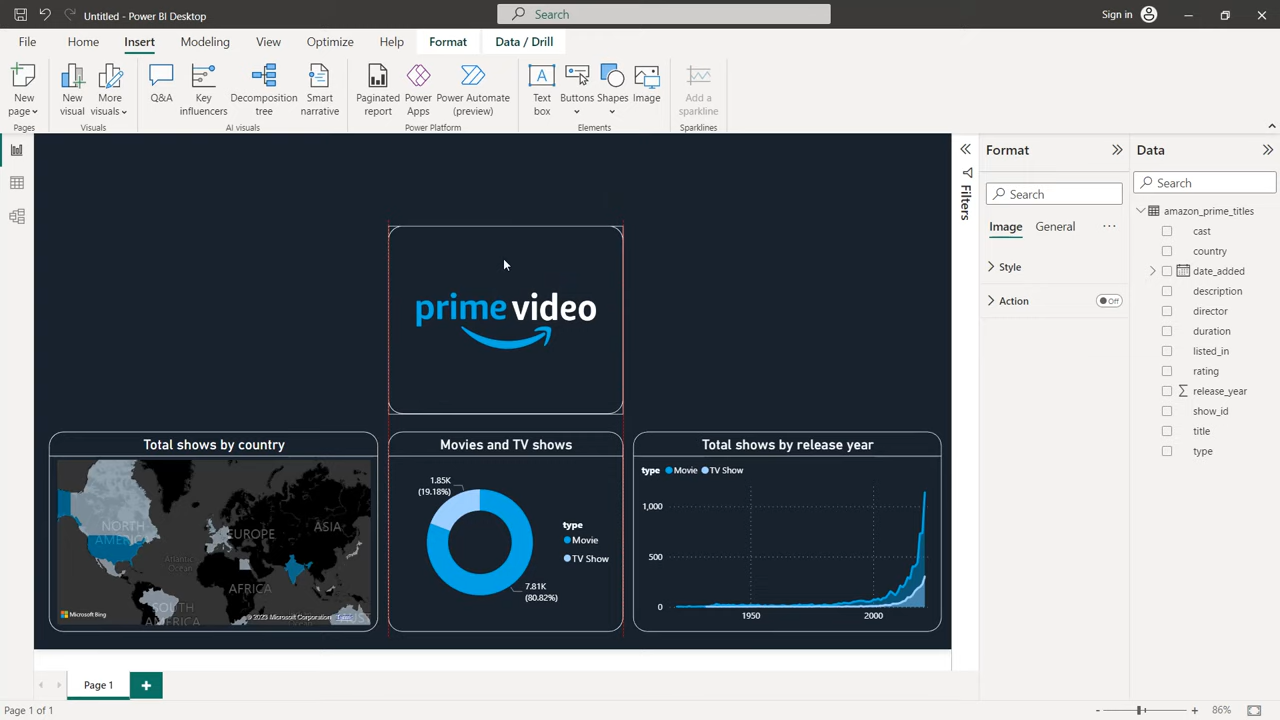 Untitled - Power BI Desktop
Search
Sign in
File
Home
Insert
Modeling
View
Optimize
Help
Format
Data / Drill
New page
Pages
New visual
More visuals
Visuals
Q&A
Key influencers
Decomposition tree
Smart narrative
AI visuals
Paginated report
Power Apps
Power Automate (preview)
Power Platform
Text box
Buttons
Shapes
Image
Elements
Add a sparkline
Sparklines
prime video
Total shows by country
NORTH AMERICA
EUROPE
ASIA
Atlantic Ocean
AFRICA
SOUTH AMERICA
Microsoft Bing
© 2023 Microsoft Corporation
Terms
Movies and TV shows
1.85K
(19.18%)
type
Movie
TV Show
7.81K
(80.82%)
Total shows by release year
type Movie TV Show
1,000
500
0
1950
2000
Filters
Format
Search
Image
General
Style
Action
Off
Data
Search
amazon_prime_titles
cast
country
date_added
description
director
duration
listed_in
rating
release_year
show_id
title
type
Page 1
Page 1 of 1
86%